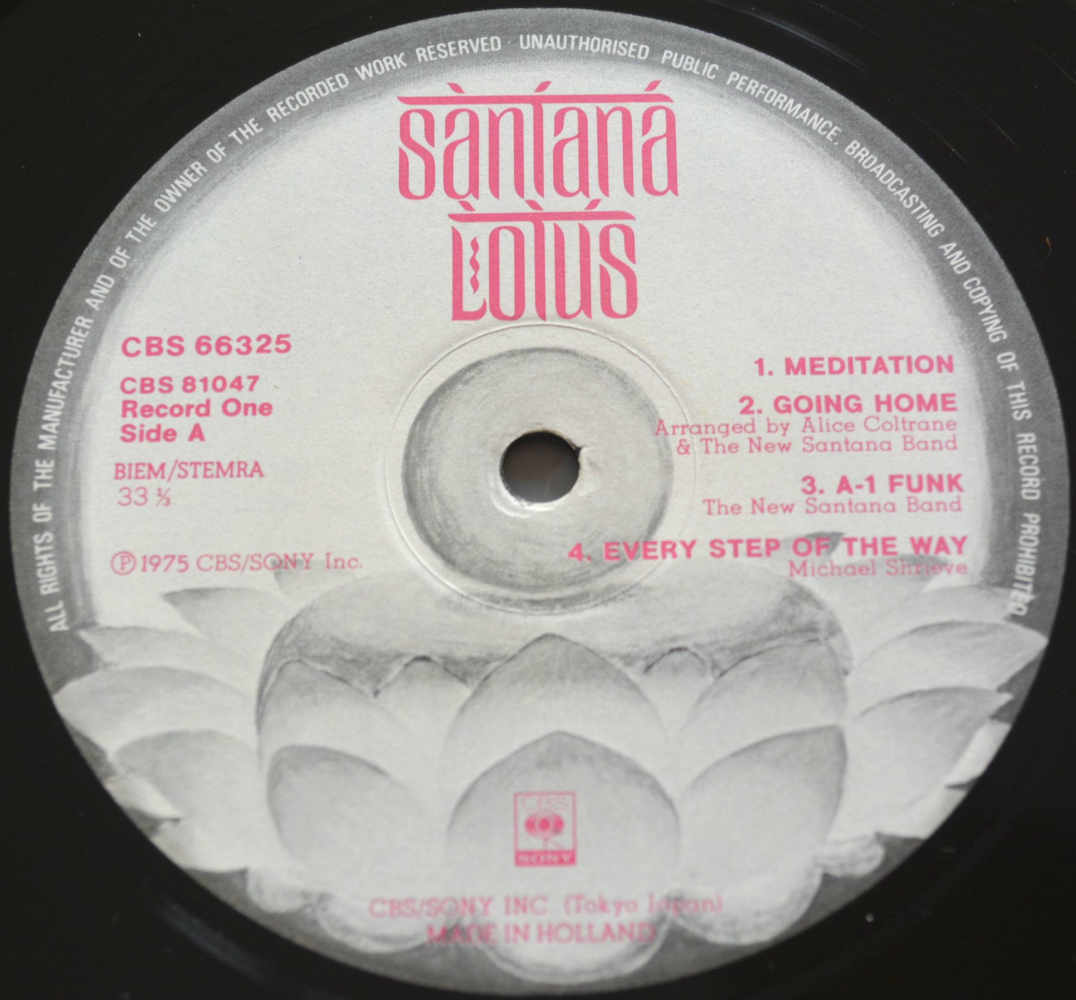 ALL RIGHTS OF THE MANUFACTURER AND OF THE OWNER OF THE RECORDED WORK RESERVED · UNAUTHORISED PUBLIC PERFORMANCE, BROADCASTING AND COPYING OF THIS RECORD PROHIBITED
Santana
Lotus
CBS 66325
CBS 81047
Record One
Side A
BIEM/STEMRA
33 ⅓
℗ 1975 CBS/SONY Inc.
1. MEDITATION
2. GOING HOME
Arranged by Alice Coltrane
& The New Santana Band
3. A-1 FUNK
The New Santana Band
4. EVERY STEP OF THE WAY
Michael Shrieve
CBS
SONY
CBS/SONY INC (Tokyo Japan)
MADE IN HOLLAND